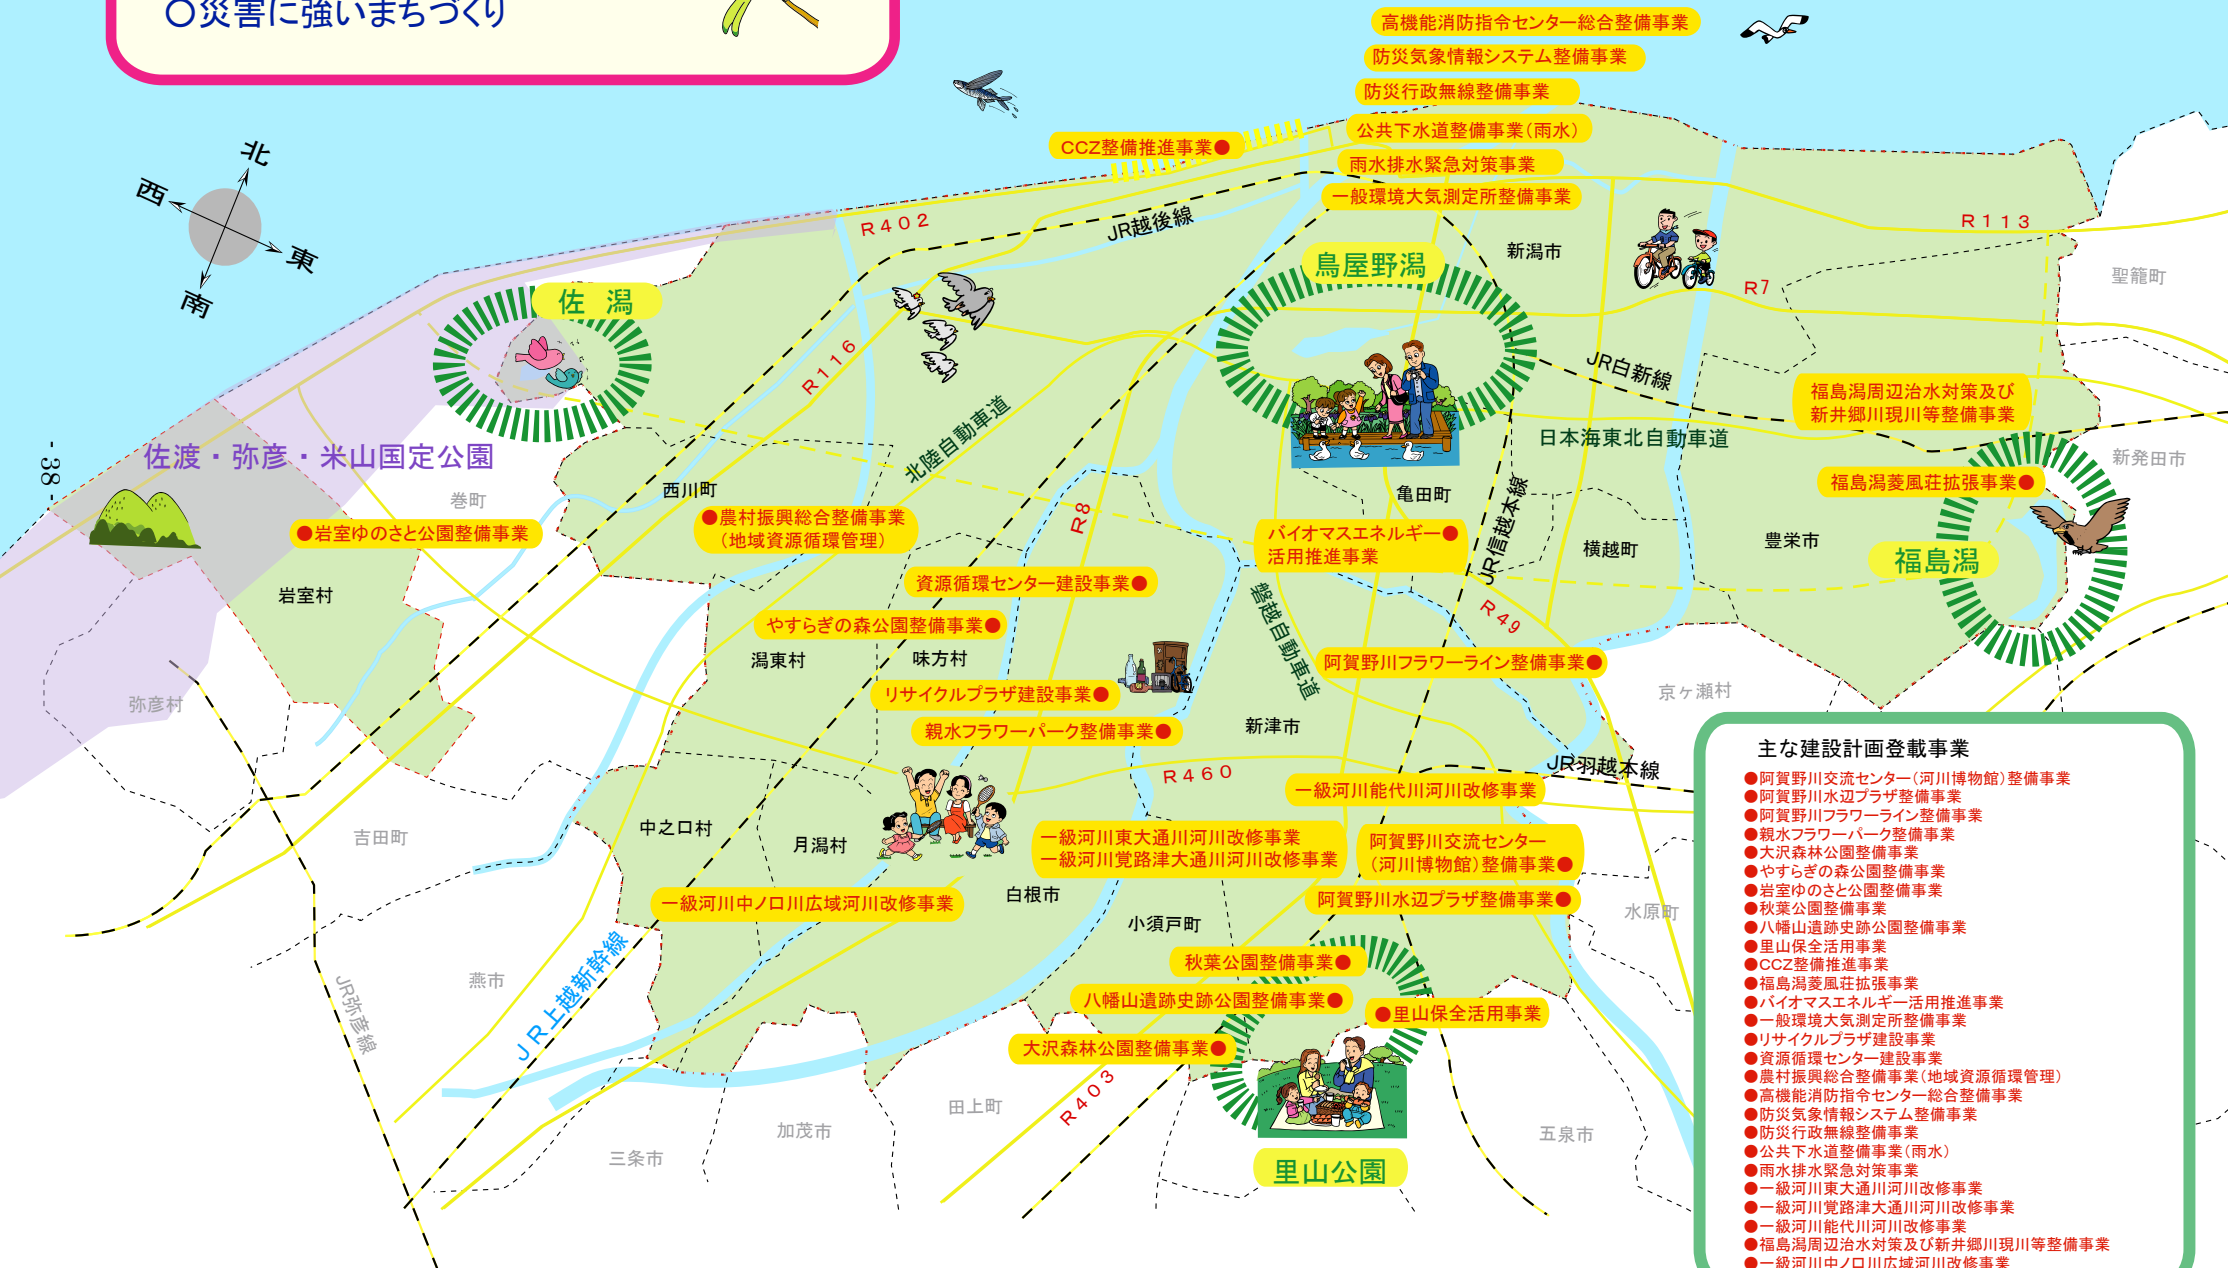 〇災害に強いまちづくり
高機能消防指令センター総合整備事業
防災気象情報システム整備事業
防災行政無線整備事業
公共下水道整備事業(雨水)
雨水排水緊急対策事業
一般環境大気測定所整備事業
CCZ整備推進事業●
北
西
東
南
R402
JR越後線
新潟市
R113
聖籠町
R7
鳥屋野潟
佐 潟
R116
JR白新線
福島潟周辺治水対策及び
新井郷川現川等整備事業
北陸自動車道
日本海東北自動車道
佐渡・弥彦・米山国定公園
新発田市
- 38 -
巻町
西川町
亀田町
福島潟菱風荘拡張事業●
●岩室ゆのさと公園整備事業
●農村振興総合整備事業
(地域資源循環管理)
R8
バイオマスエネルギー●
活用推進事業
JR信越本線
横越町
豊栄市
福島潟
岩室村
資源循環センター建設事業●
磐越自動車道
R49
やすらぎの森公園整備事業●
潟東村
味方村
阿賀野川フラワーライン整備事業●
弥彦村
リサイクルプラザ建設事業●
京ヶ瀬村
親水フラワーパーク整備事業●
新津市
R460
JR羽越本線
一級河川能代川河川改修事業
中之口村
月潟村
吉田町
一級河川東大通川河川改修事業
一級河川覚路津大通川河川改修事業
阿賀野川交流センター
(河川博物館)整備事業●
白根市
一級河川中ノ口川広域河川改修事業
阿賀野川水辺プラザ整備事業●
水原町
小須戸町
JR上越新幹線
秋葉公園整備事業●
燕市
JR弥彦線
八幡山遺跡史跡公園整備事業●
●里山保全活用事業
大沢森林公園整備事業●
R403
田上町
加茂市
三条市
五泉市
里山公園
主な建設計画登載事業
●阿賀野川交流センター(河川博物館)整備事業
●阿賀野川水辺プラザ整備事業
●阿賀野川フラワーライン整備事業
●親水フラワーパーク整備事業
●大沢森林公園整備事業
●やすらぎの森公園整備事業
●岩室ゆのさと公園整備事業
●秋葉公園整備事業
●八幡山遺跡史跡公園整備事業
●里山保全活用事業
●CCZ整備推進事業
●福島潟菱風荘拡張事業
●バイオマスエネルギー活用推進事業
●一般環境大気測定所整備事業
●リサイクルプラザ建設事業
●資源循環センター建設事業
●農村振興総合整備事業(地域資源循環管理)
●高機能消防指令センター総合整備事業
●防災気象情報システム整備事業
●防災行政無線整備事業
●公共下水道整備事業(雨水)
●雨水排水緊急対策事業
●一級河川東大通川河川改修事業
●一級河川覚路津大通川河川改修事業
●一級河川能代川河川改修事業
●福島潟周辺治水対策及び新井郷川現川等整備事業
●一級河川中ノ口川広域河川改修事業